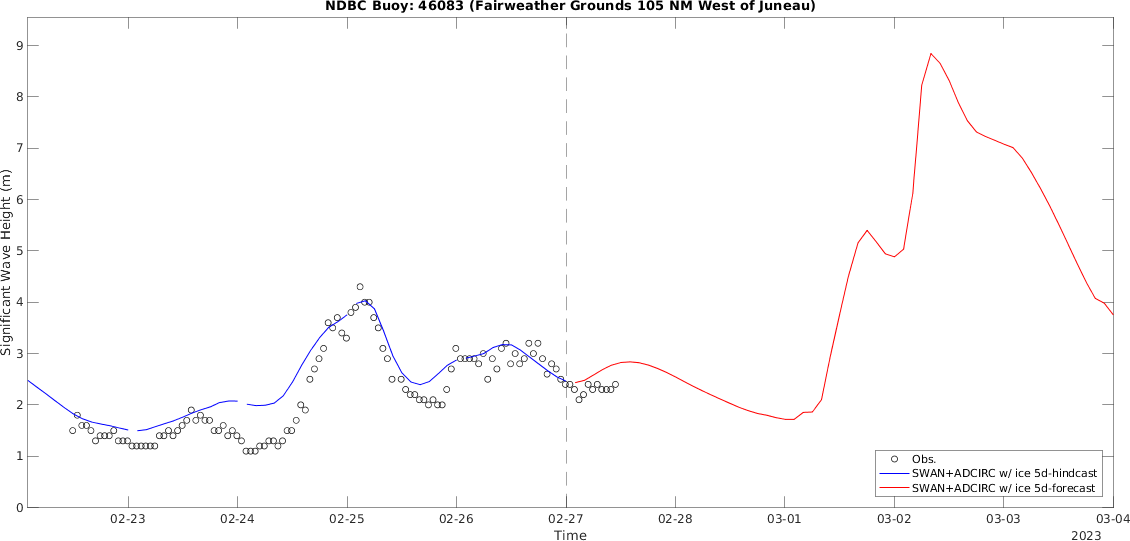 NDBC Buoy: 46083 (Fairweather Grounds 105 NM West of Juneau)
Significant Wave Height (m)
9
8
7
6
5
4
3
2
1
0
Obs.
SWAN+ADCIRC w/ ice 5d-hindcast
SWAN+ADCIRC w/ ice 5d-forecast
02-23 02-24 02-25 02-26 02-27 02-28 03-01 03-02 03-03 03-04
Time 2023